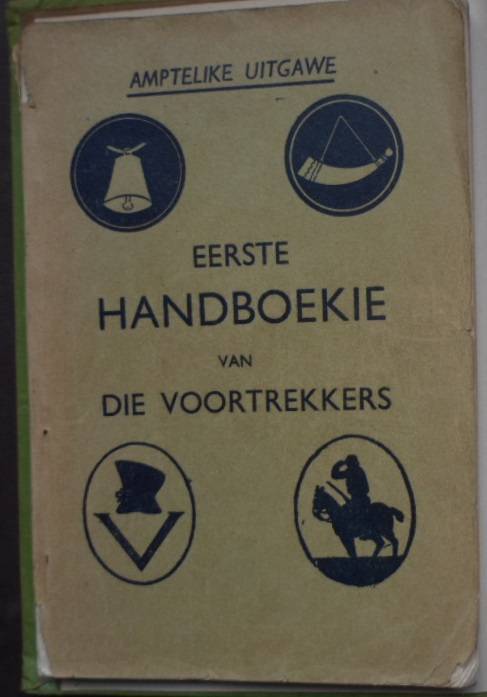 AMPTELIKE UITGAWE
EERSTE
HANDBOEKIE
VAN
DIE VOORTREKKERS
V